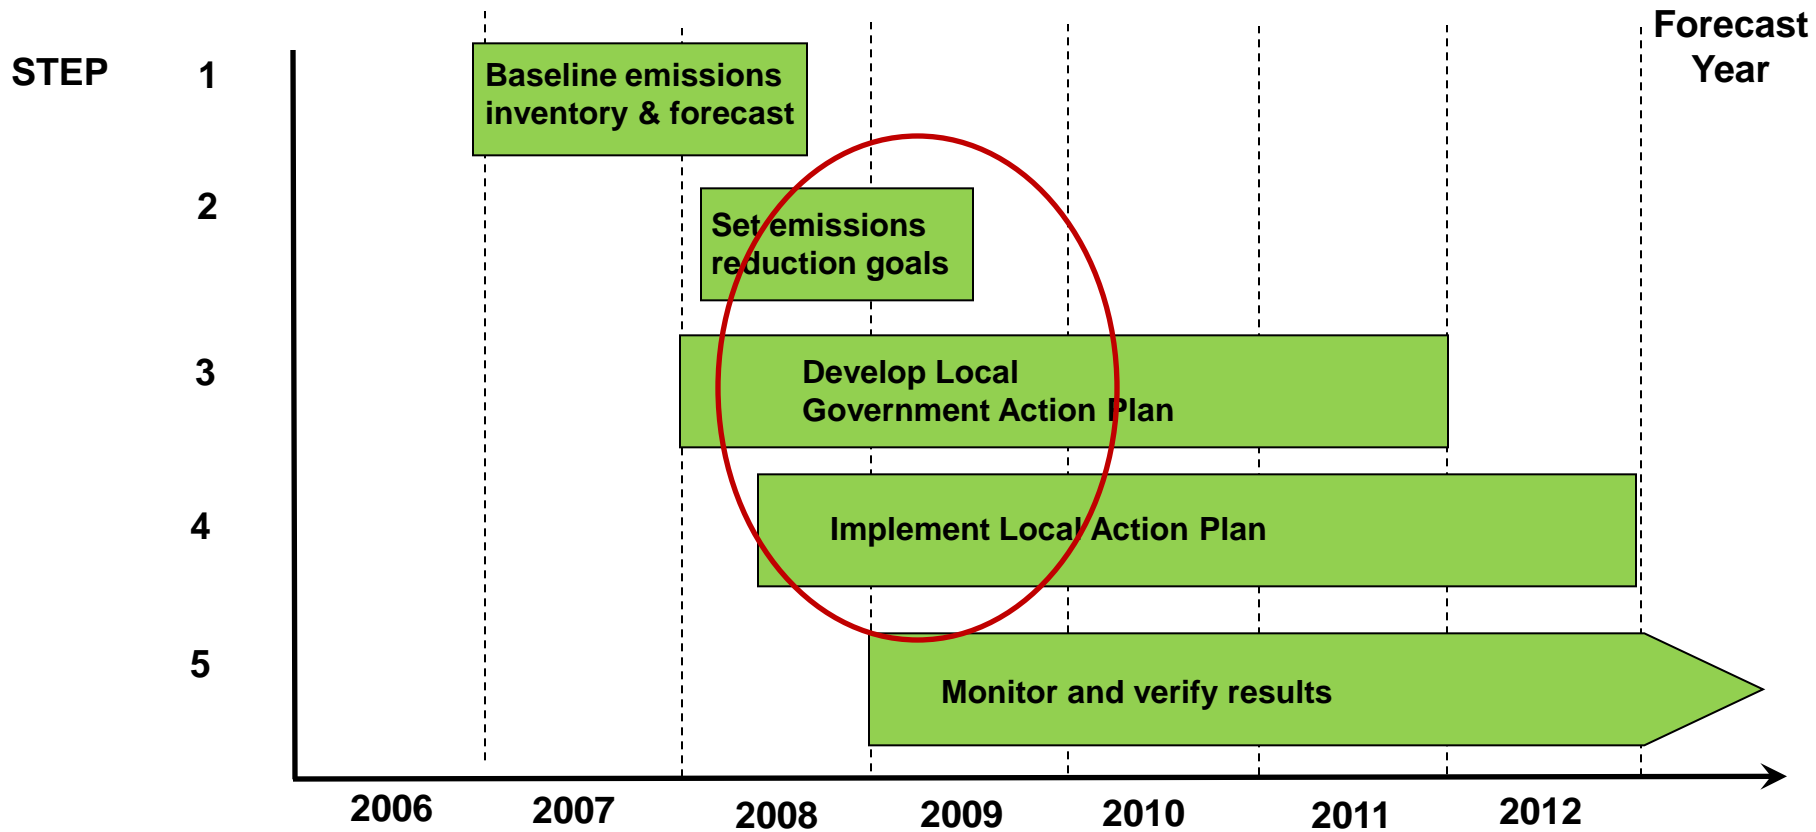 Forecast
Year
STEP
1
Baseline emissions
inventory & forecast
2
Set emissions
reduction goals
3
Develop Local
Government Action Plan
4
Implement Local Action Plan
5
Monitor and verify results
2006
2007
2008
2009
2010
2011
2012